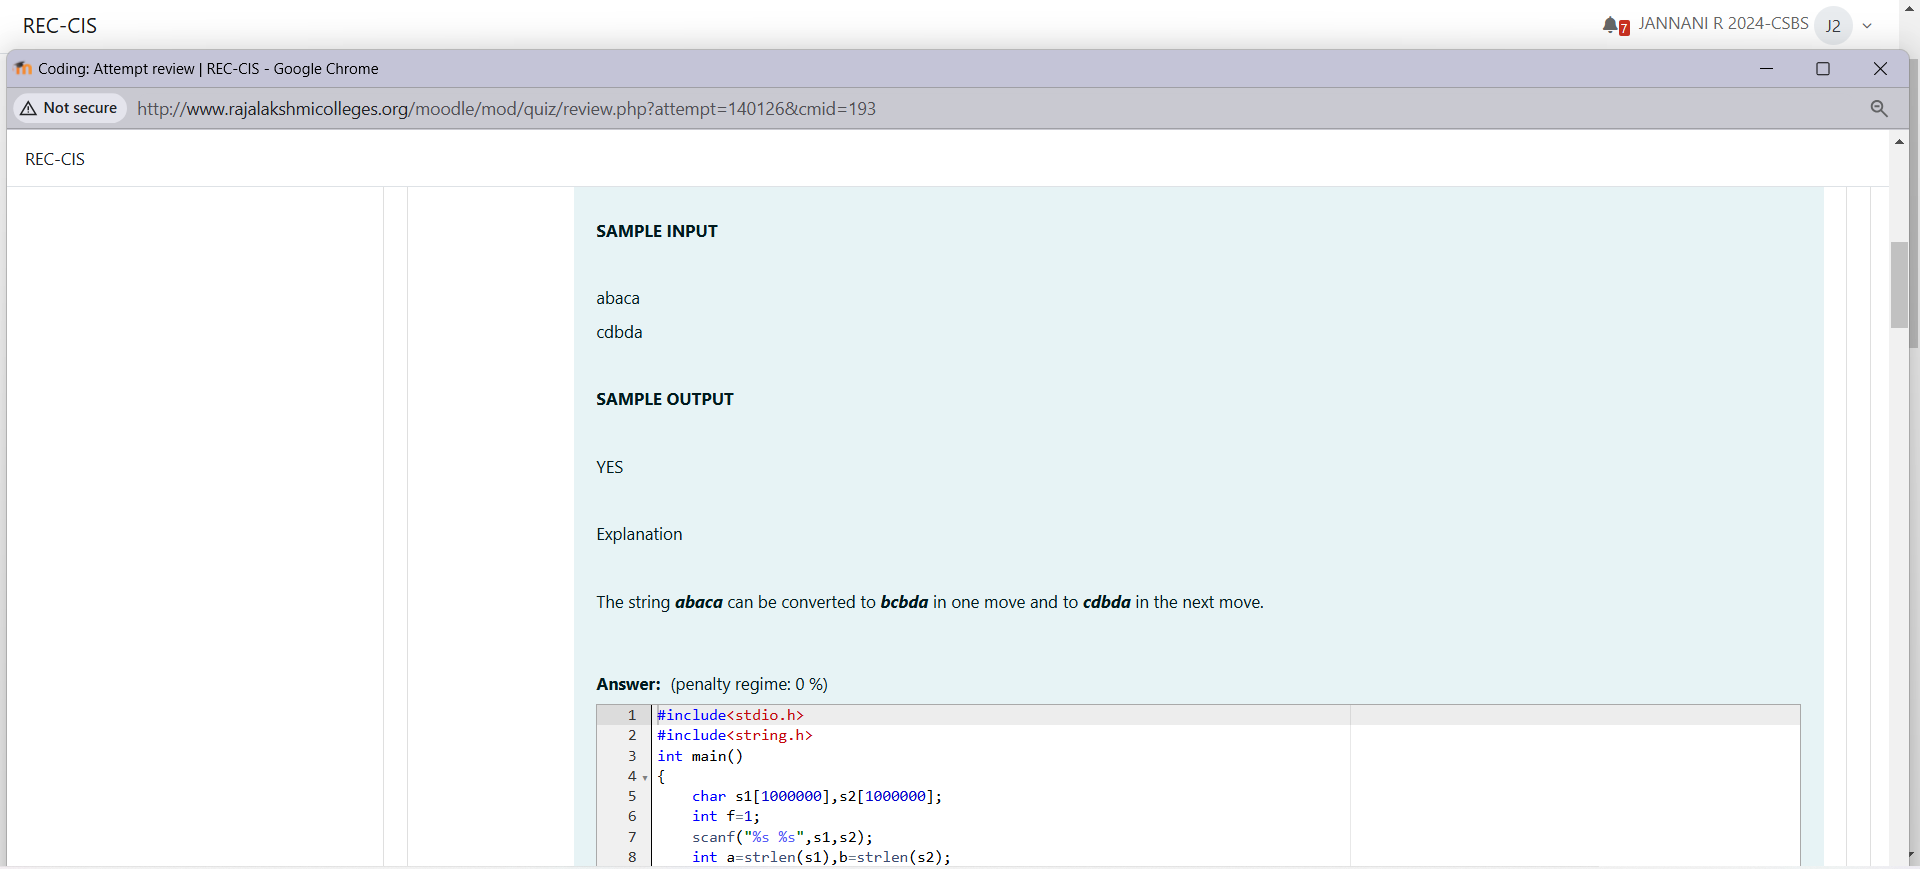 REC-CIS
7 JANNANI R 2024-CSBS J2
Coding: Attempt review | REC-CIS - Google Chrome
Not secure http://www.rajalakshmicolleges.org/moodle/mod/quiz/review.php?attempt=140126&cmid=193
REC-CIS
SAMPLE INPUT
abaca
cdbda
SAMPLE OUTPUT
YES
Explanation
The string abaca can be converted to bcbda in one move and to cdbda in the next move.
Answer: (penalty regime: 0 %)
1 #include<stdio.h>
2 #include<string.h>
3 int main()
4 {
5 char s1[1000000],s2[1000000];
6 int f=1;
7 scanf("%s %s",s1,s2);
8 int a=strlen(s1),b=strlen(s2);